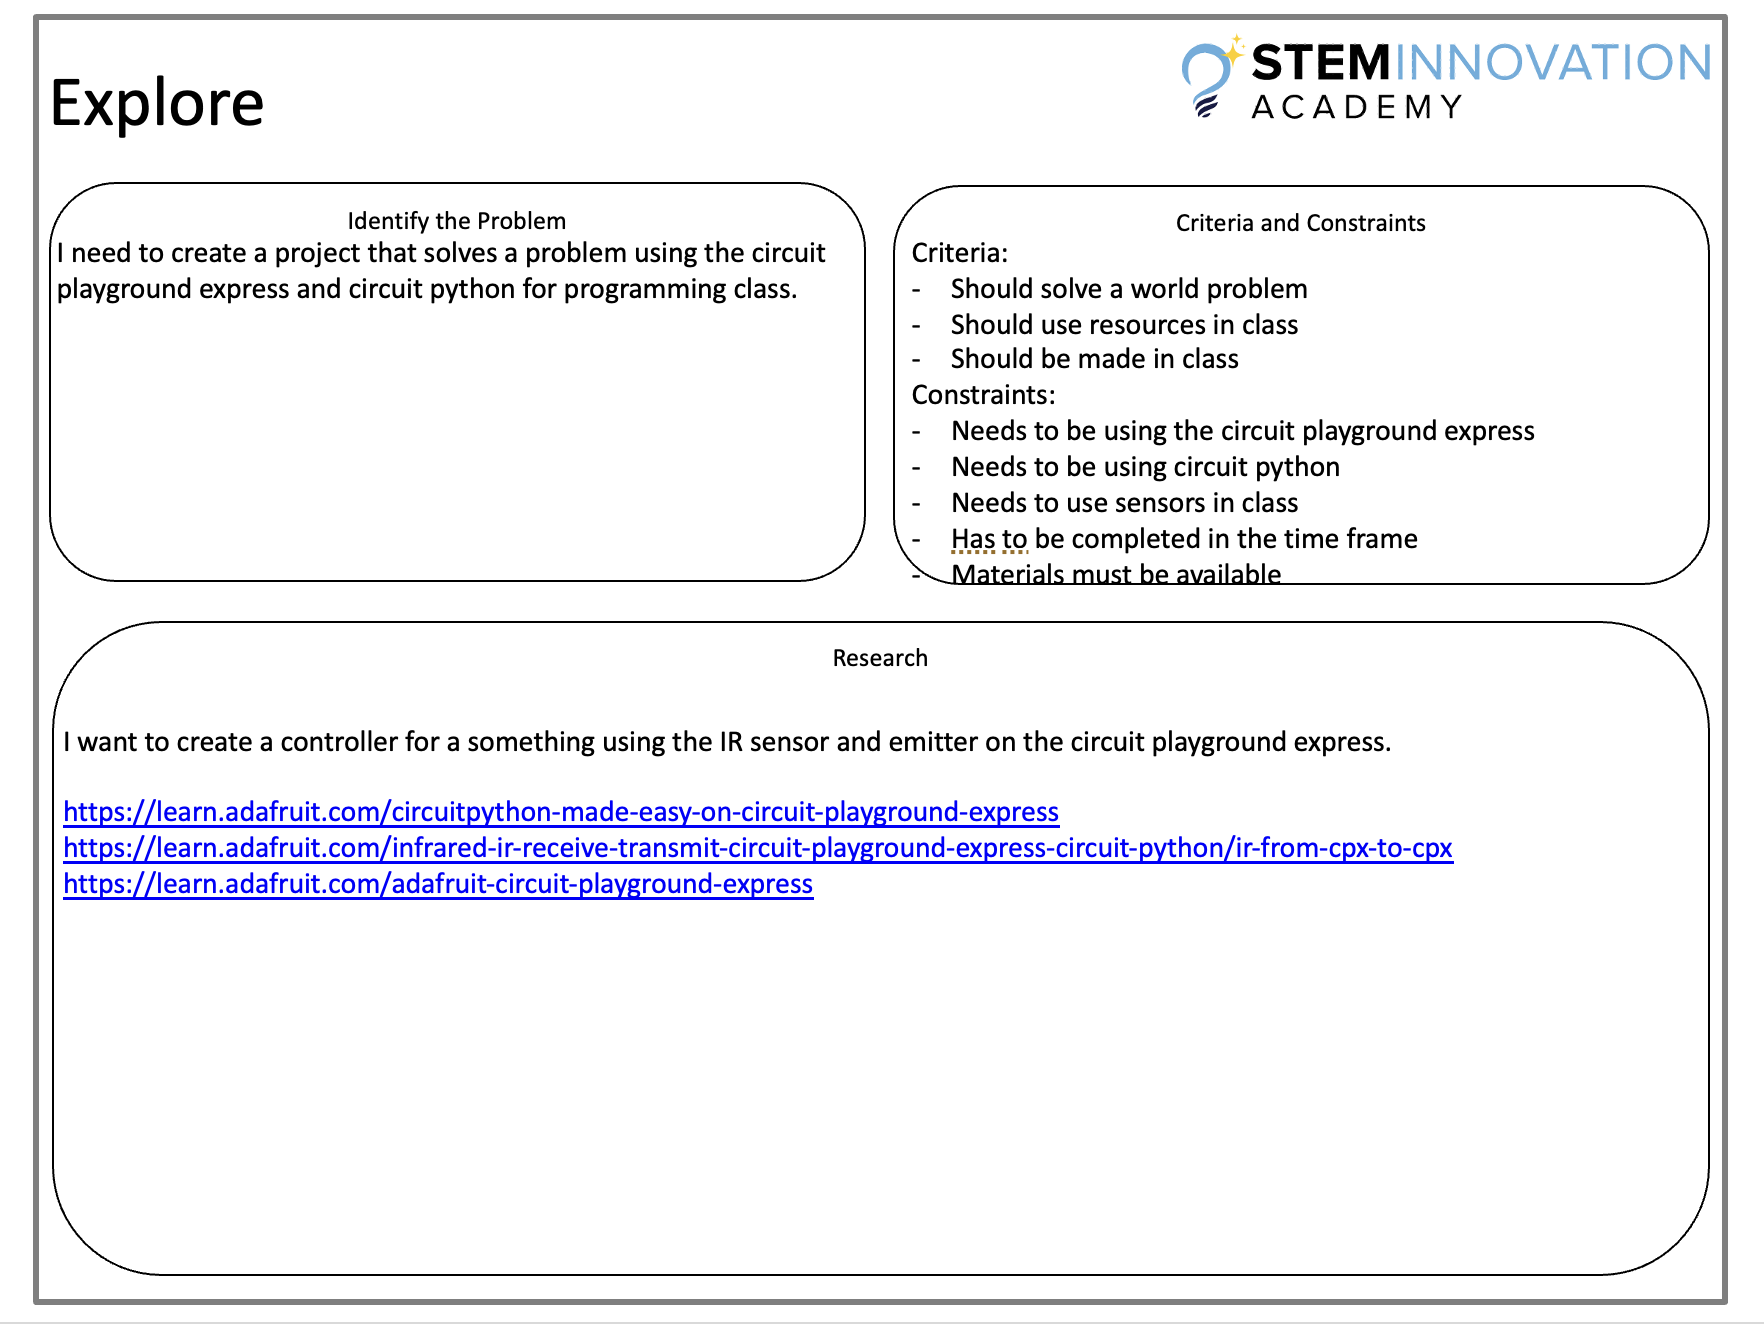 STEMINNOVATION
ACADEMY
Explore
Identify the Problem
I need to create a project that solves a problem using the circuit
playground express and circuit python for programming class.
Criteria and Constraints
Criteria:
- Should solve a world problem
- Should use resources in class
- Should be made in class
Constraints:
- Needs to be using the circuit playground express
- Needs to be using circuit python
- Needs to use sensors in class
- Has to be completed in the time frame
- Materials must be available
Research
I want to create a controller for a something using the IR sensor and emitter on the circuit playground express.
https://learn.adafruit.com/circuitpython-made-easy-on-circuit-playground-express
https://learn.adafruit.com/infrared-ir-receive-transmit-circuit-playground-express-circuit-python/ir-from-cpx-to-cpx
https://learn.adafruit.com/adafruit-circuit-playground-express